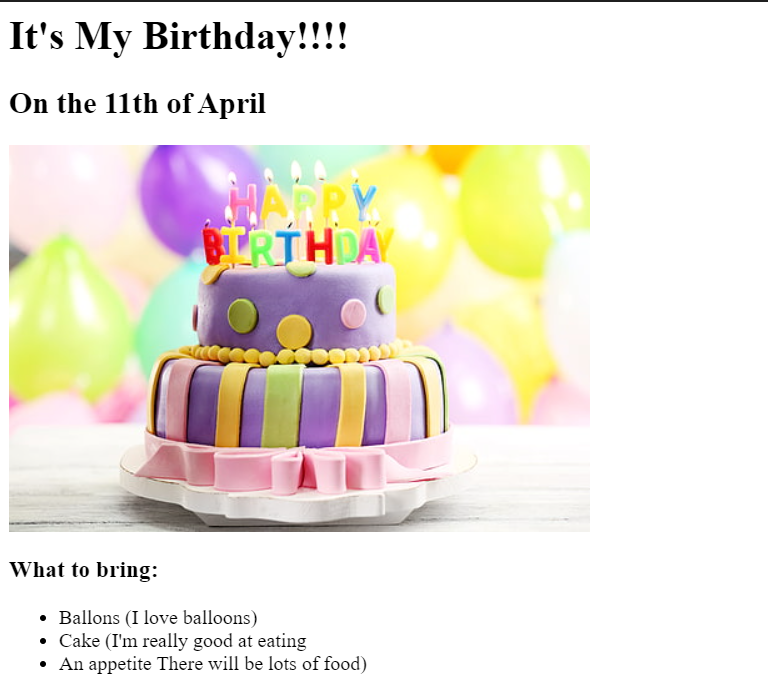 It's My Birthday!!!!
On the 11th of April
HAPPY
BIRTHDAY
What to bring:
Ballons (I love balloons)
Cake (I'm really good at eating
An appetite There will be lots of food)